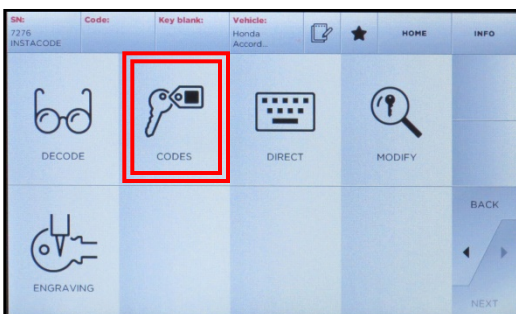 SN: Code: Key blank: Vehicle:
7276 Honda HOME INFO
INSTACODE Accord...
DECODE CODES DIRECT MODIFY
BACK
ENGRAVING
NEXT